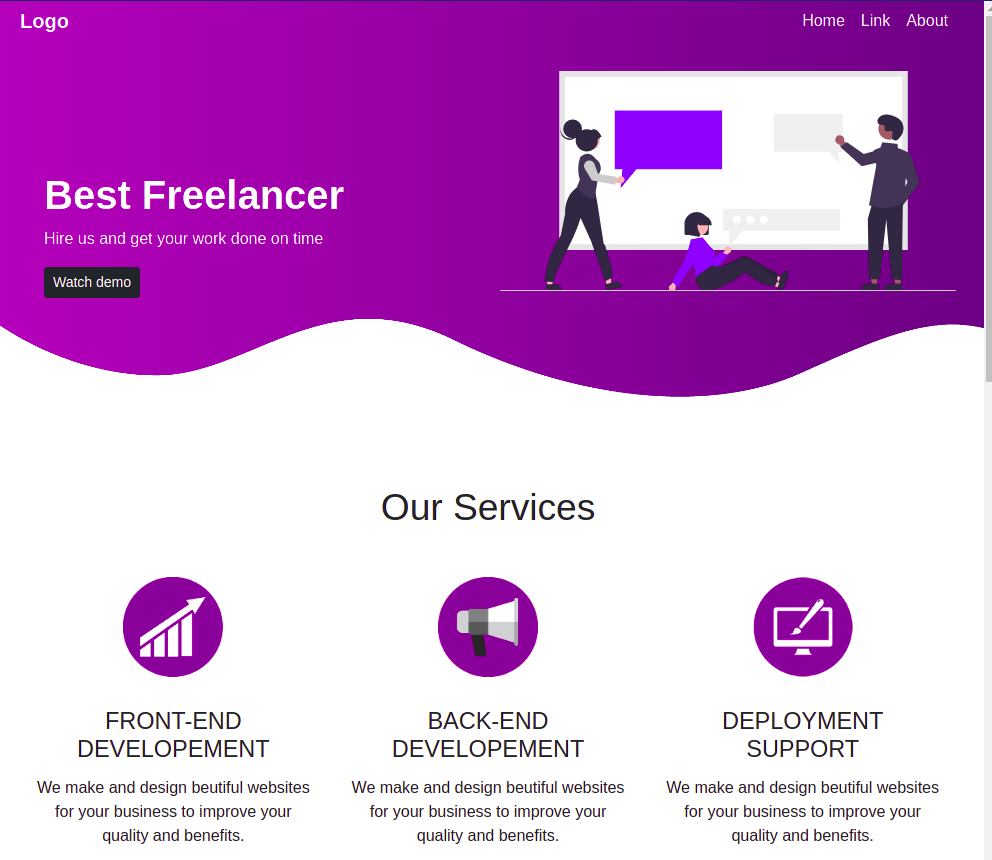 Logo
Home Link About
Best Freelancer
Hire us and get your work done on time
Watch demo
Our Services
FRONT-END
DEVELOPEMENT
We make and design beutiful websites
for your business to improve your
quality and benefits.
BACK-END
DEVELOPEMENT
We make and design beutiful websites
for your business to improve your
quality and benefits.
DEPLOYMENT
SUPPORT
We make and design beutiful websites
for your business to improve your
quality and benefits.